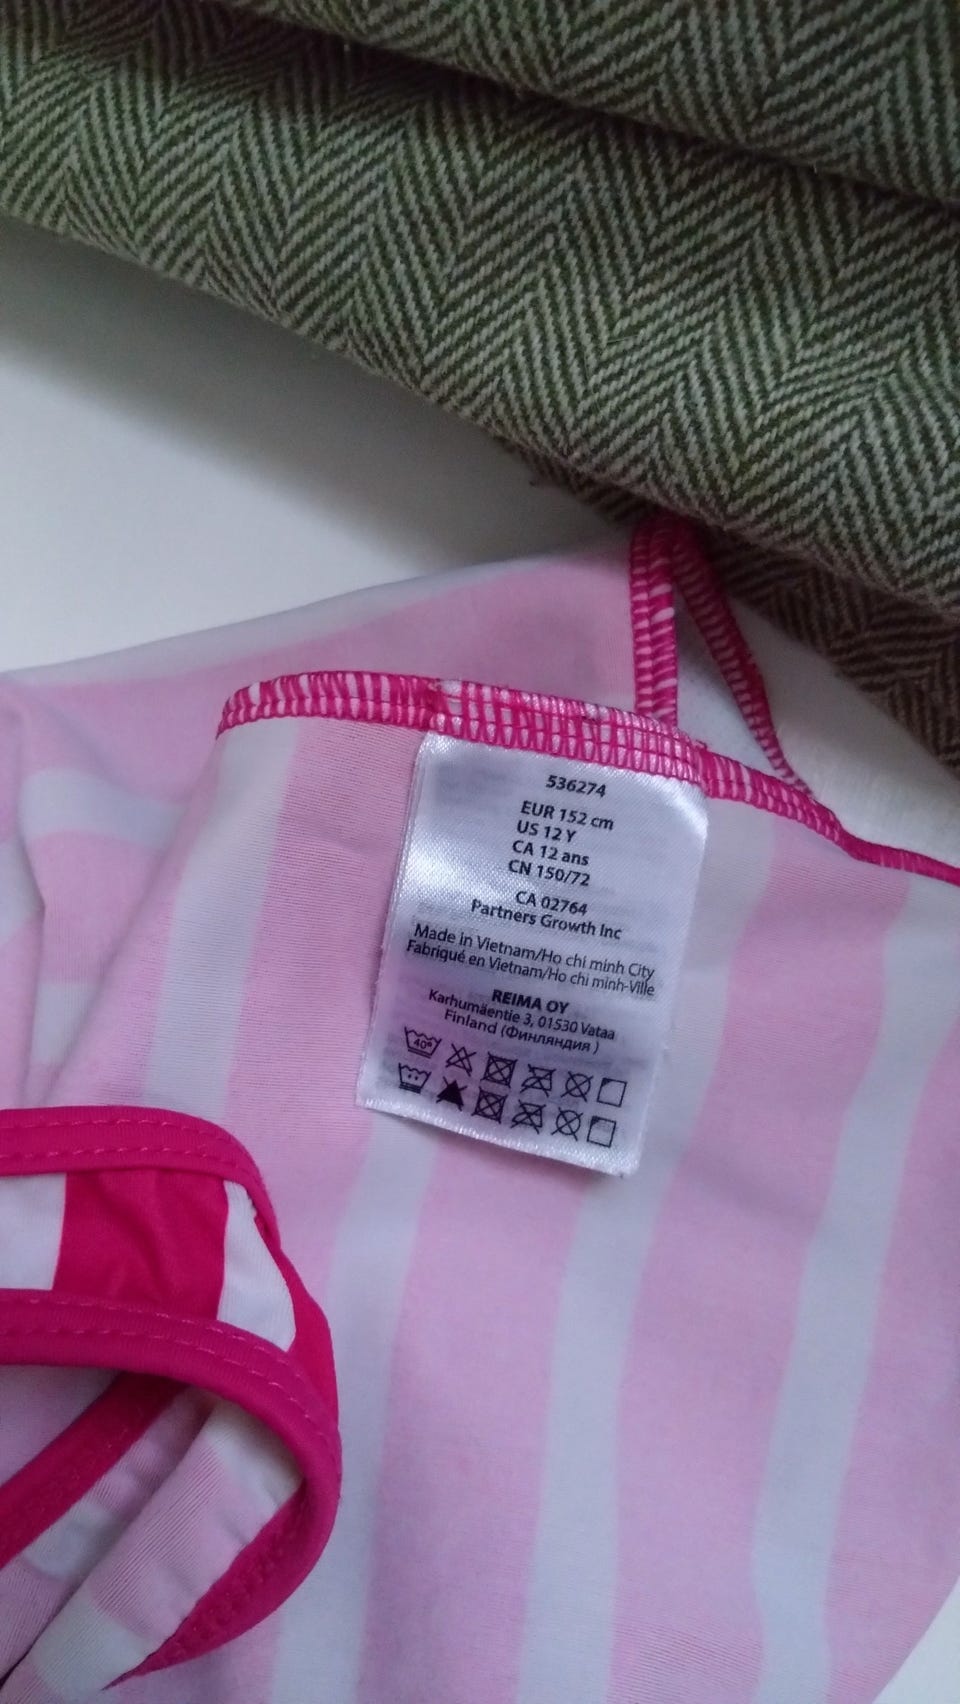 536274
EUR 152 cm
US 12 Y
CA 12 ans
CN 150/72
CA 02764
Partners Growth Inc
Made in Vietnam/Ho chi minh City
Fabriqué en Vietnam/Ho chi minh-Ville
REIMA OY
Karhumäentie 3, 01530 Vataa
Finland (Финляндия )
40°